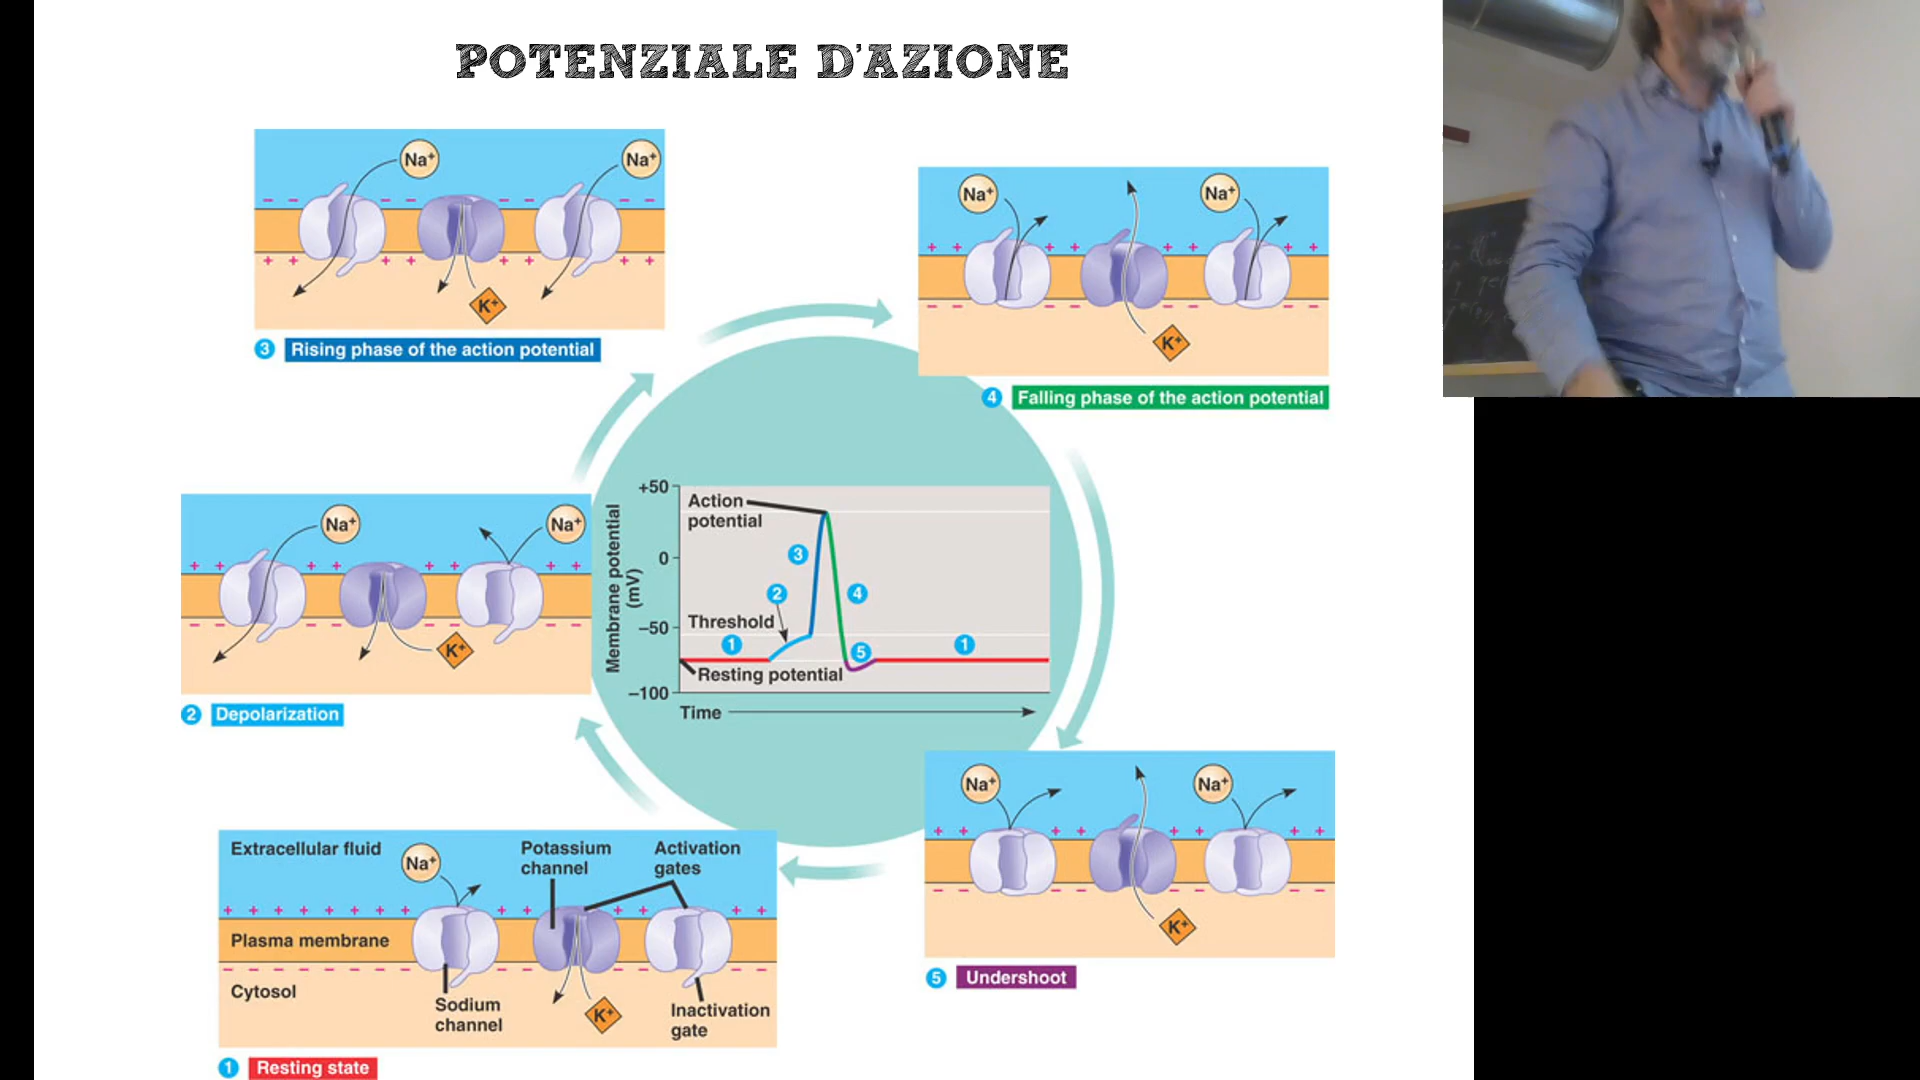 POTENZIALE D'AZIONE
Na⁺
Na⁺
K⁺
3 Rising phase of the action potential
Na⁺
Na⁺
K⁺
4 Falling phase of the action potential
Na⁺
Na⁺
K⁺
2 Depolarization
Membrane potential
(mV)
+50
0
−50
−100
Action
potential
3
2
4
Threshold
1
5
1
Resting potential
Time
Extracellular fluid
Na⁺
Potassium
channel
Activation
gates
Plasma membrane
Cytosol
Sodium
channel
K⁺
Inactivation
gate
1 Resting state
Na⁺
Na⁺
K⁺
5 Undershoot